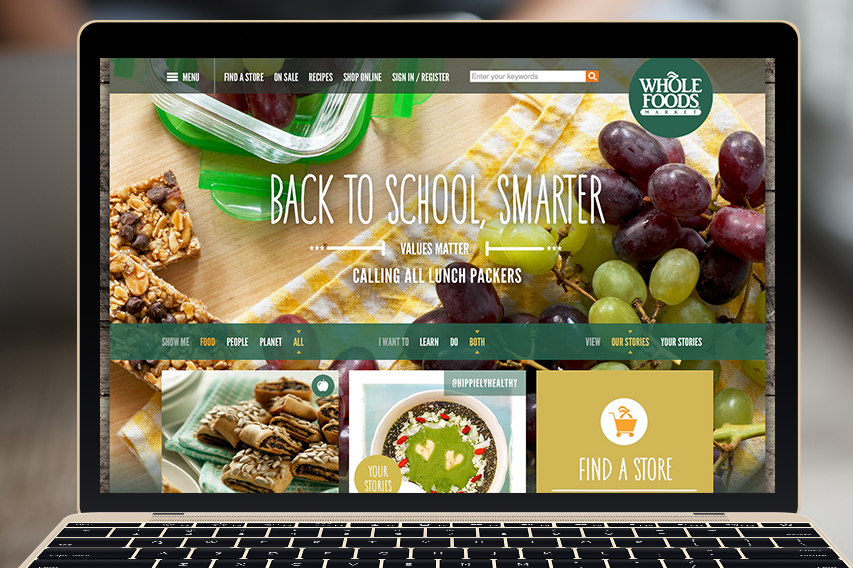 MENU FIND A STORE ON SALE RECIPES SHOP ONLINE SIGN IN / REGISTER Enter your keywords
WHOLE
FOODS
MARKET
BACK TO SCHOOL, SMARTER
VALUES MATTER
CALLING ALL LUNCH PACKERS
SHOW ME FOOD PEOPLE PLANET ALL I WANT TO LEARN DO BOTH VIEW OUR STORIES YOUR STORIES
@HIPPIELYHEALTHY
YOUR
STORIES
FIND A STORE